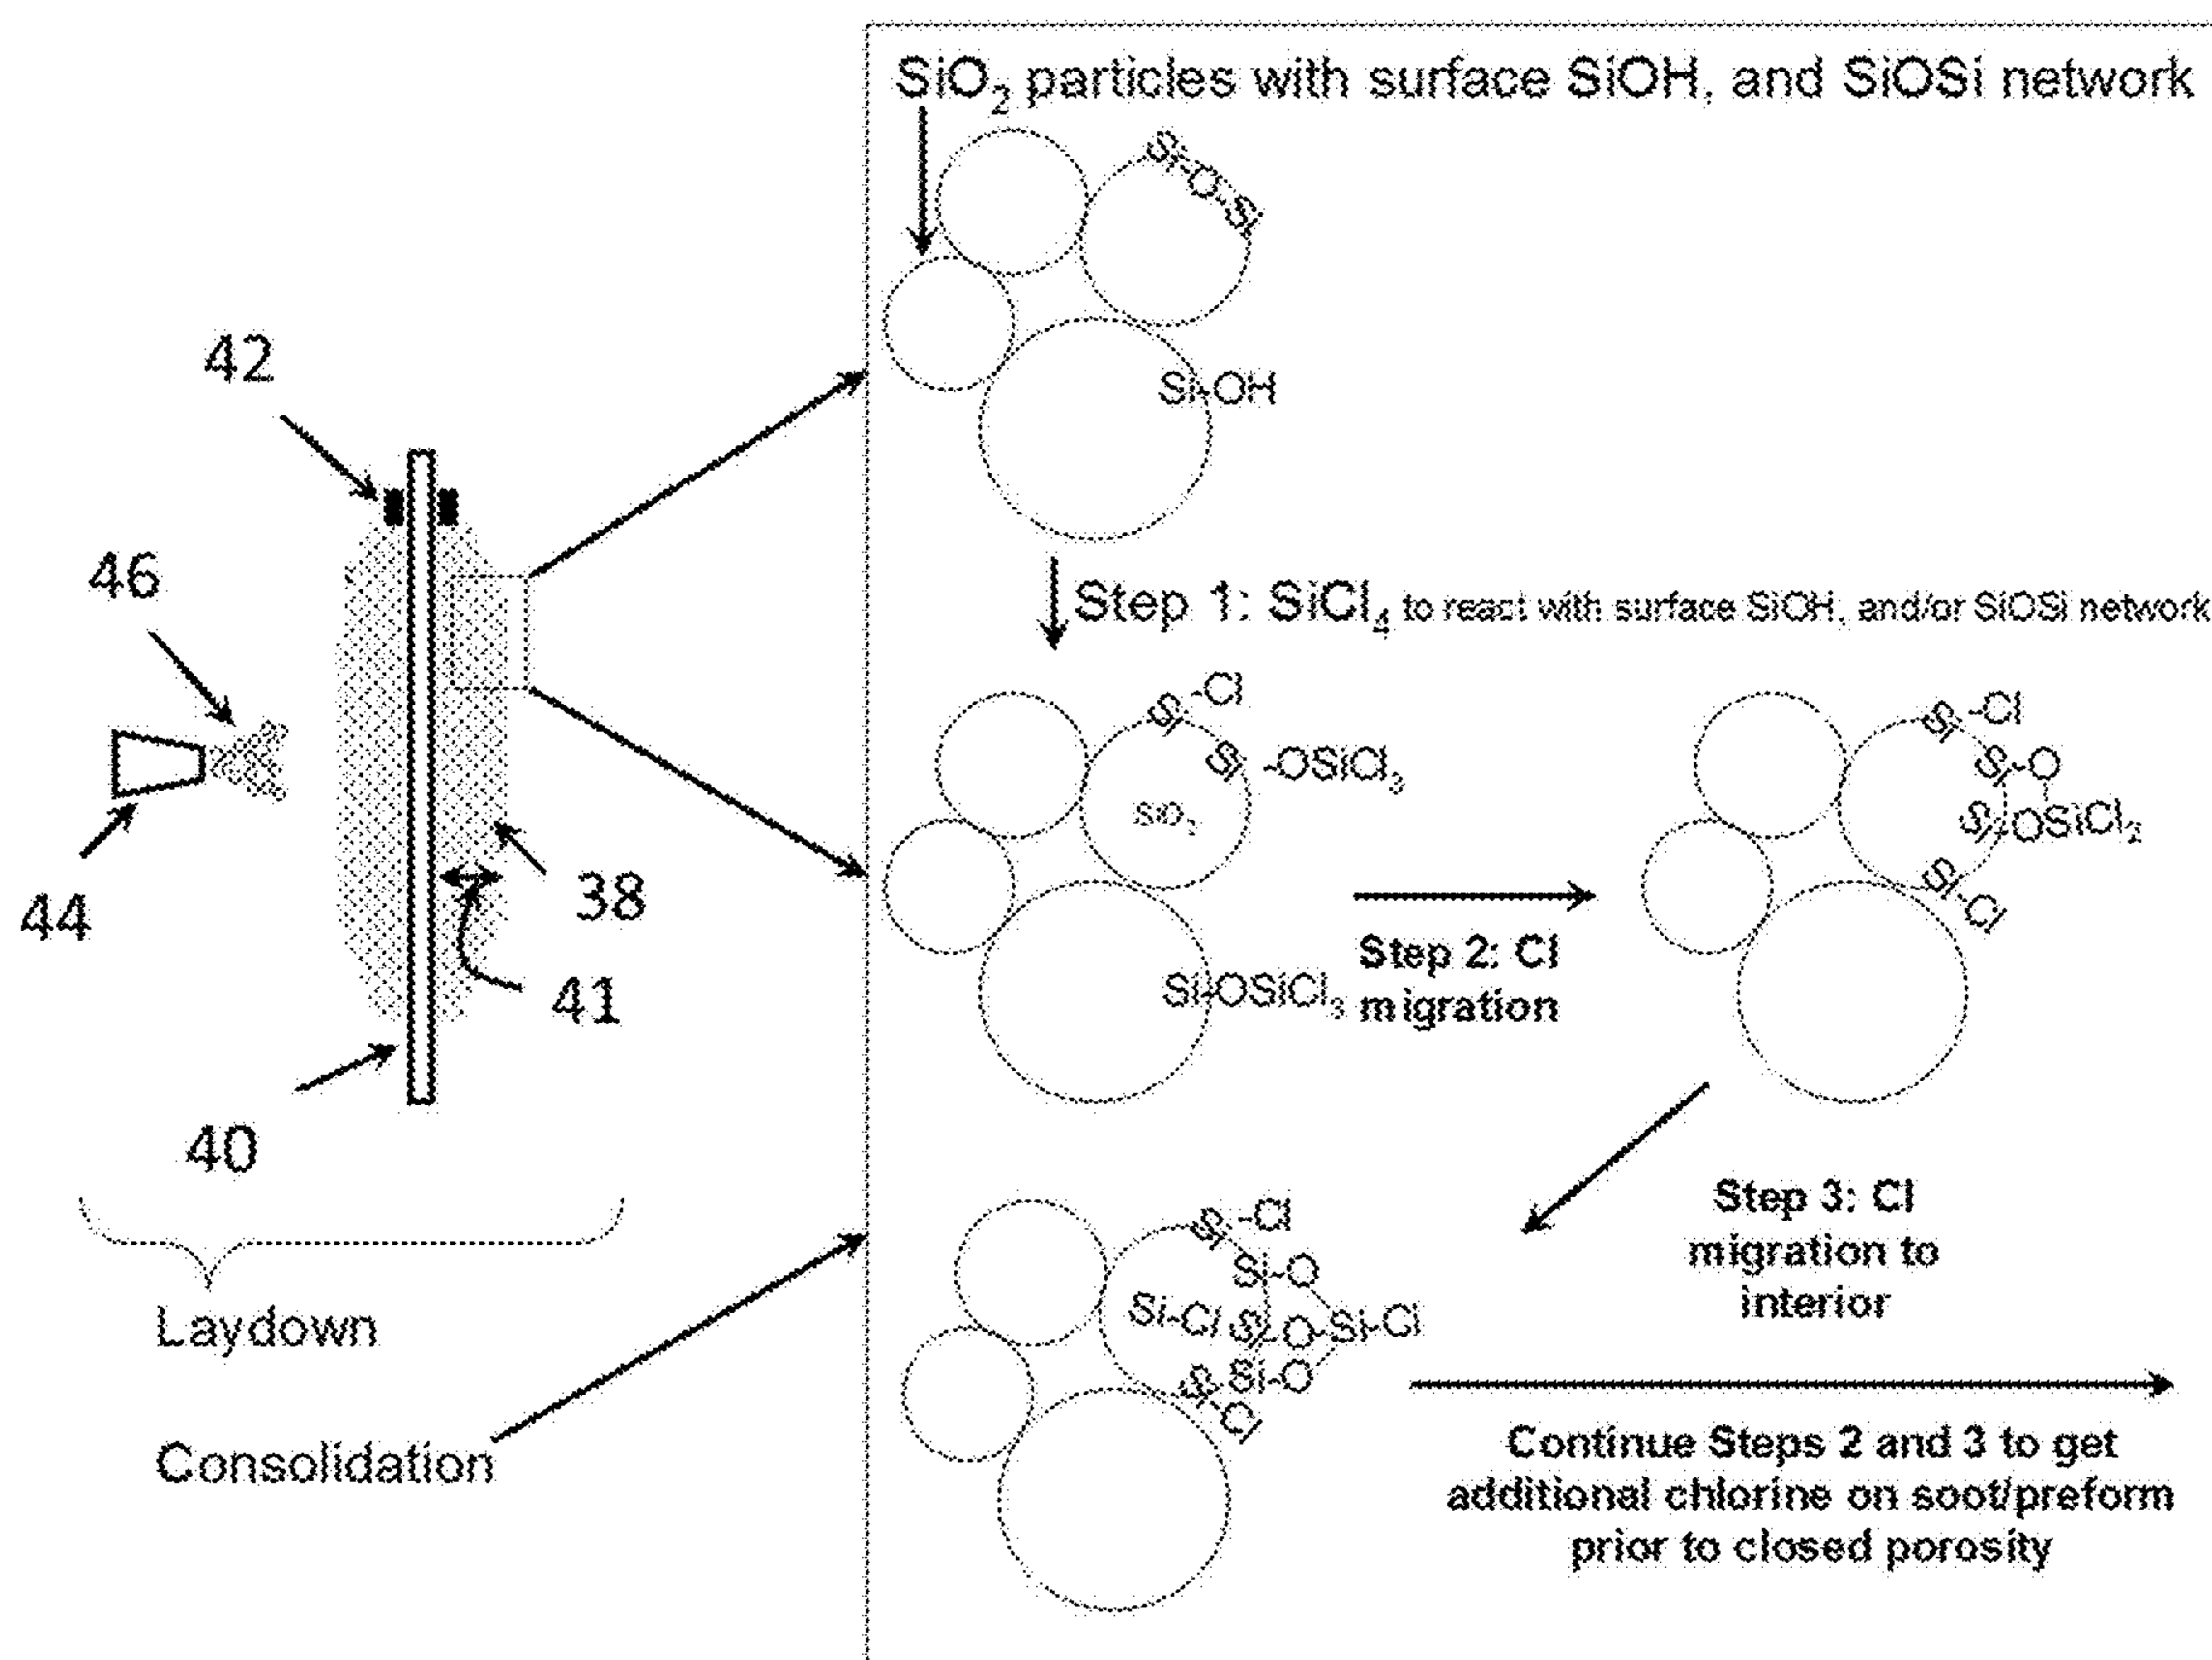 SiO₂ particles with surface SiOH, and SiOSi network
Si-O-Si
Si-OH
42
46
44
38
41
40
Laydown
Consolidation
Step 1: SiCl₄ to react with surface SiOH, and/or SiOSi network
Si-Cl
Si-OSiCl₃
SiO₂
Si-OSiCl₃
Step 2: Cl
migration
Si-Cl
Si-O
Si-OSiCl₂
Si-Cl
Step 3: Cl
migration to
interior
Si-Cl
Si-O
Si-Cl Si-O-Si-Cl
Si-O
Si-Cl
Continue Steps 2 and 3 to get
additional chlorine on soot/preform
prior to closed porosity